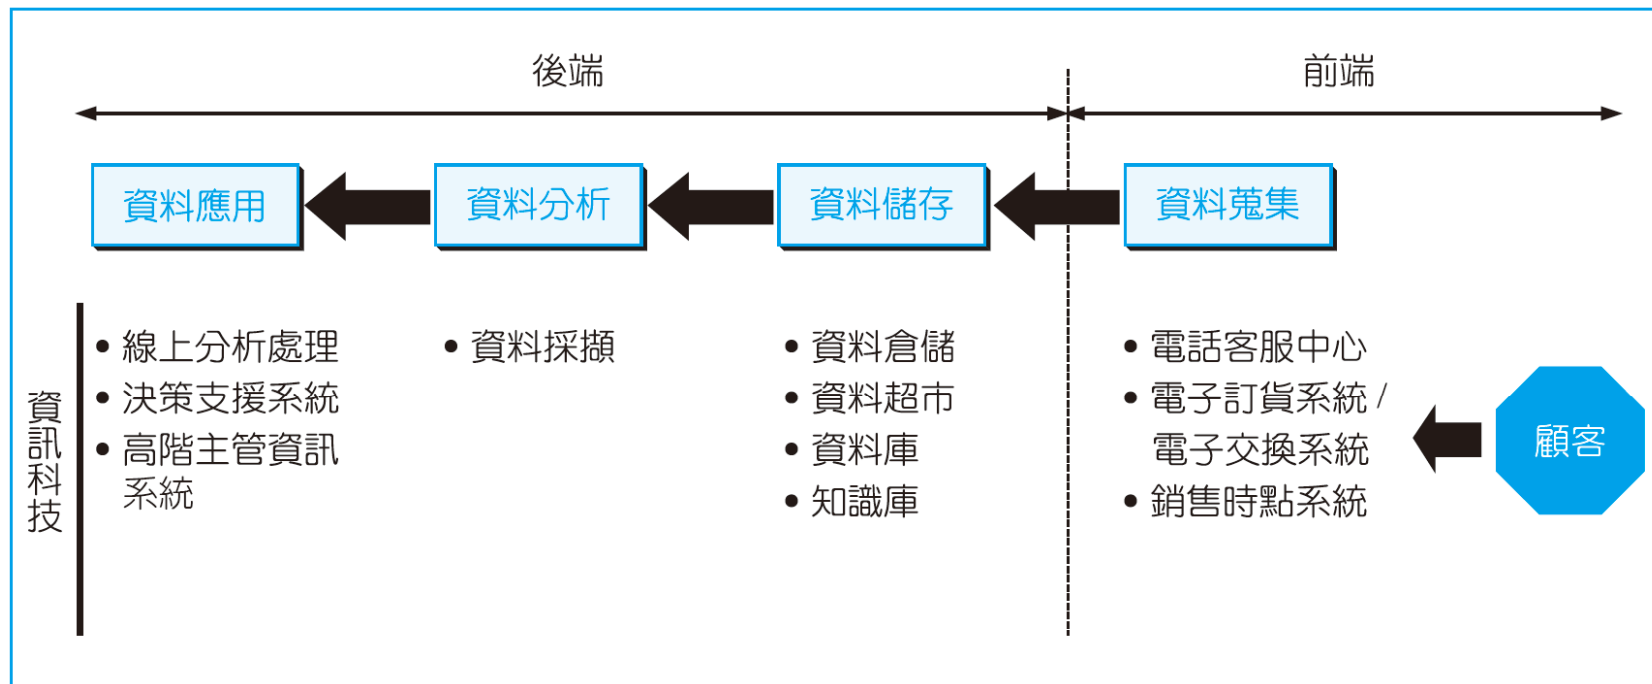 後端
前端
資料應用
資料分析
資料儲存
資料蒐集
資訊科技
• 線上分析處理
• 決策支援系統
• 高階主管資訊
系統
• 資料採擷
• 資料倉儲
• 資料超市
• 資料庫
• 知識庫
• 電話客服中心
• 電子訂貨系統 /
電子交換系統
• 銷售時點系統
顧客